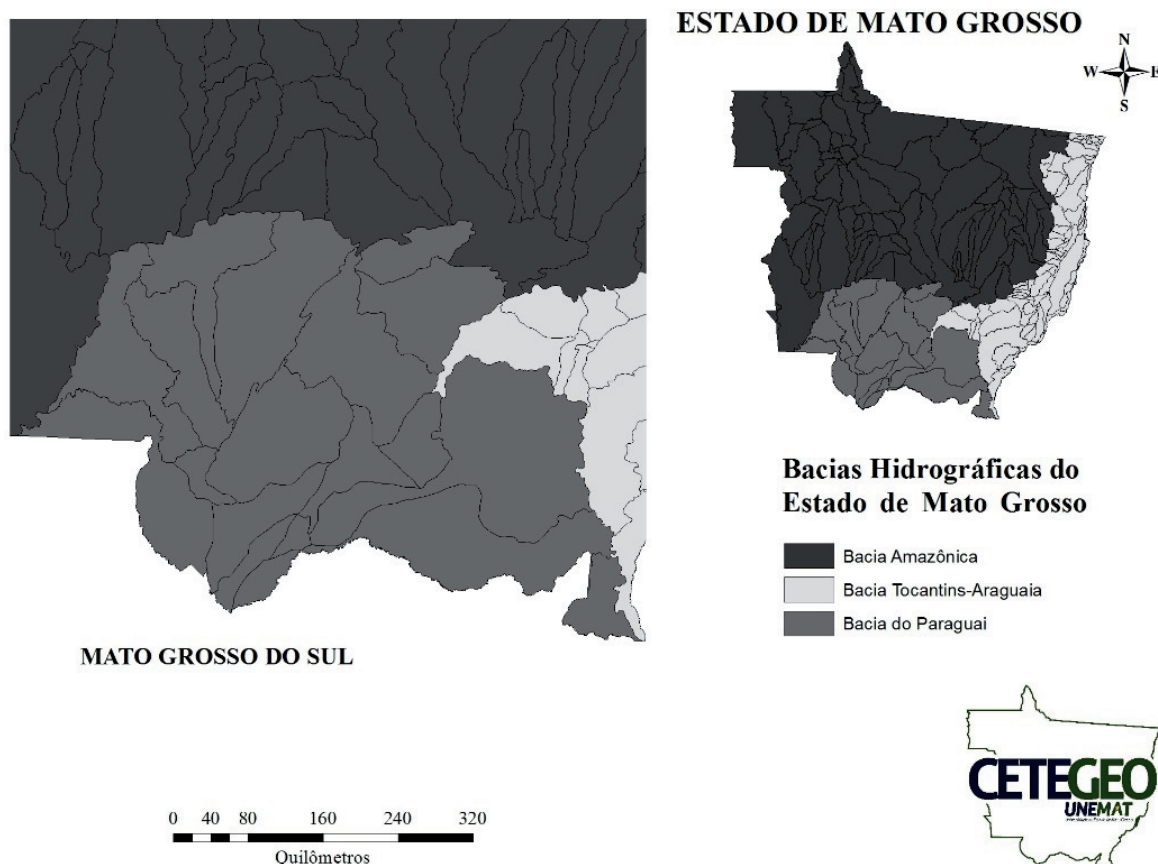 ESTADO DE MATO GROSSO
N
W
E
S
Bacias Hidrográficas do
Estado de Mato Grosso
Bacia Amazônica
Bacia Tocantins-Araguaia
Bacia do Paraguai
MATO GROSSO DO SUL
0 40 80 160 240 320
Quilômetros
CETEGEO
UNEMAT